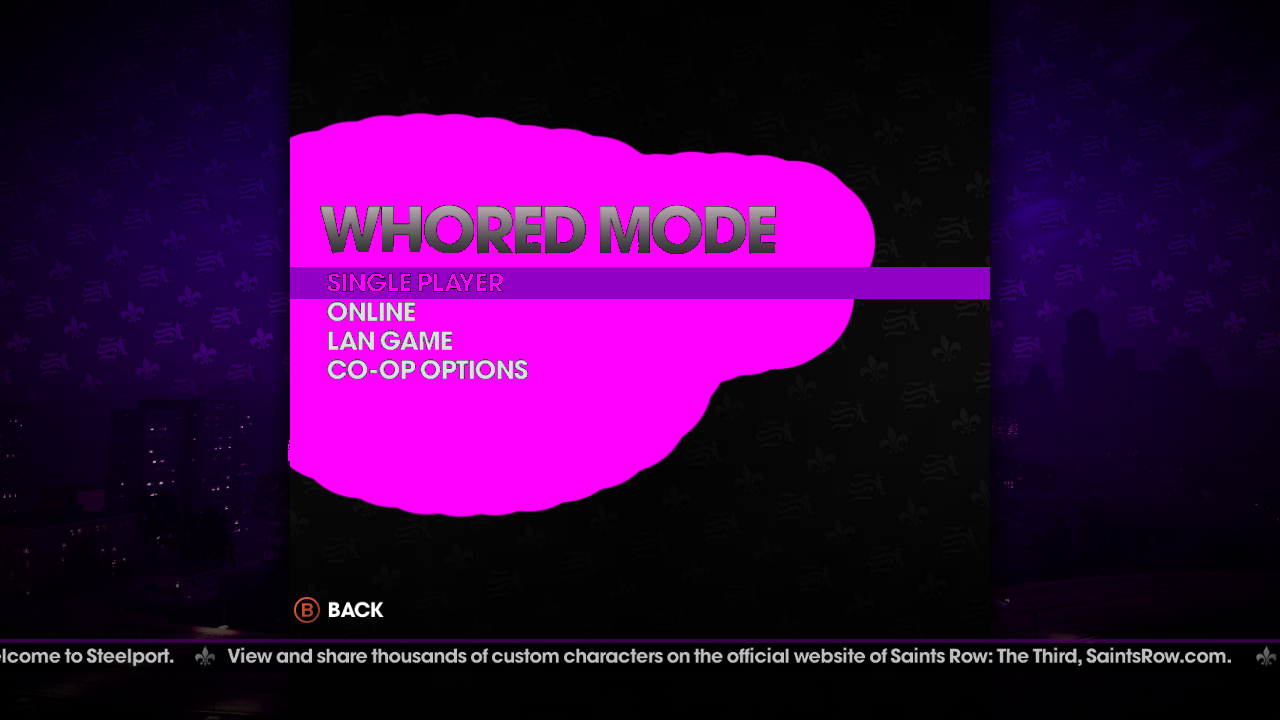 WHORED MODE
SINGLE PLAYER
ONLINE
LAN GAME
CO-OP OPTIONS
B BACK
elcome to Steelport. View and share thousands of custom characters on the official website of Saints Row: The Third, SaintsRow.com.